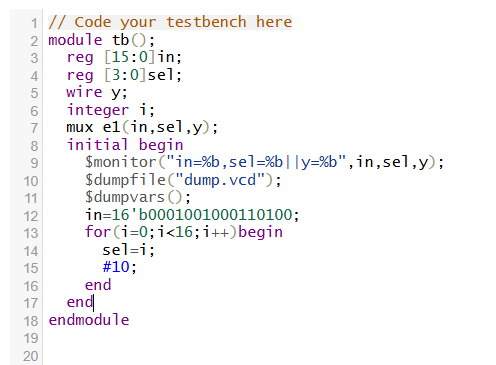 1 // Code your testbench here
2 module tb();
3   reg [15:0]in;
4   reg [3:0]sel;
5   wire y;
6   integer i;
7   mux e1(in,sel,y);
8   initial begin
9     $monitor("in=%b,sel=%b||y=%b",in,sel,y);
10     $dumpfile("dump.vcd");
11     $dumpvars();
12     in=16'b0001001000110100;
13     for(i=0;i<16;i++)begin
14       sel=i;
15       #10;
16     end
17   end
18 endmodule
19
20